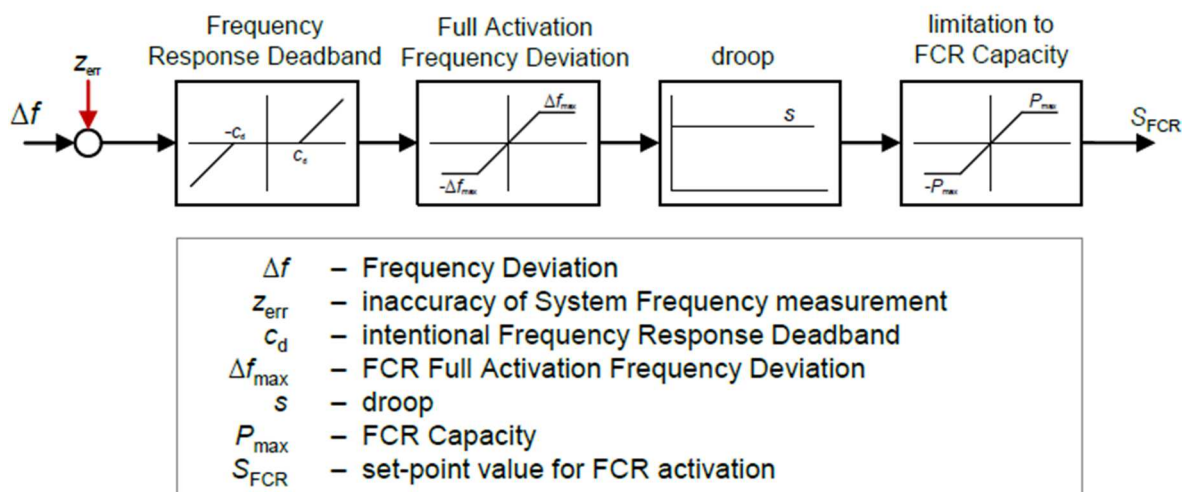 Frequency
Response Deadband
Full Activation
Frequency Deviation
droop
limitation to
FCR Capacity
z_err
Δf
-c_d
c_d
Δf_max
-Δf_max
s
P_max
-P_max
S_FCR
Δf – Frequency Deviation
z_err – inaccuracy of System Frequency measurement
c_d – intentional Frequency Response Deadband
Δf_max – FCR Full Activation Frequency Deviation
s – droop
P_max – FCR Capacity
S_FCR – set-point value for FCR activation